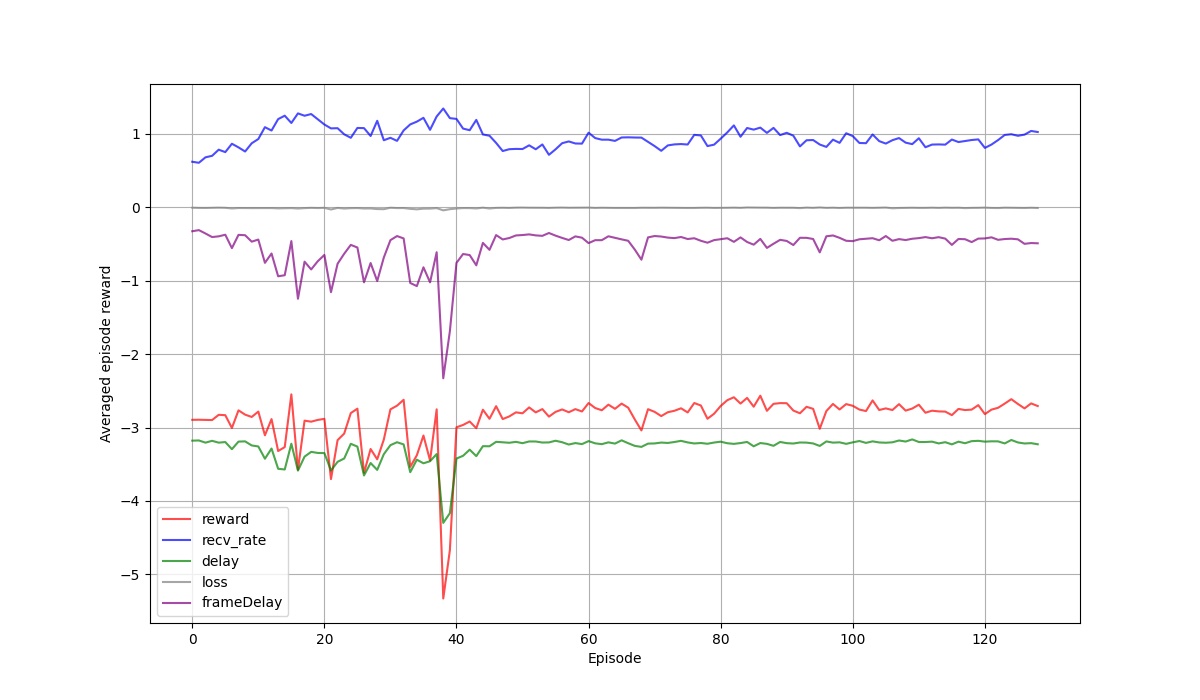 Averaged episode reward
1
0
−1
−2
−3
−4
−5
reward
recv_rate
delay
loss
frameDelay
0 20 40 60 80 100 120
Episode